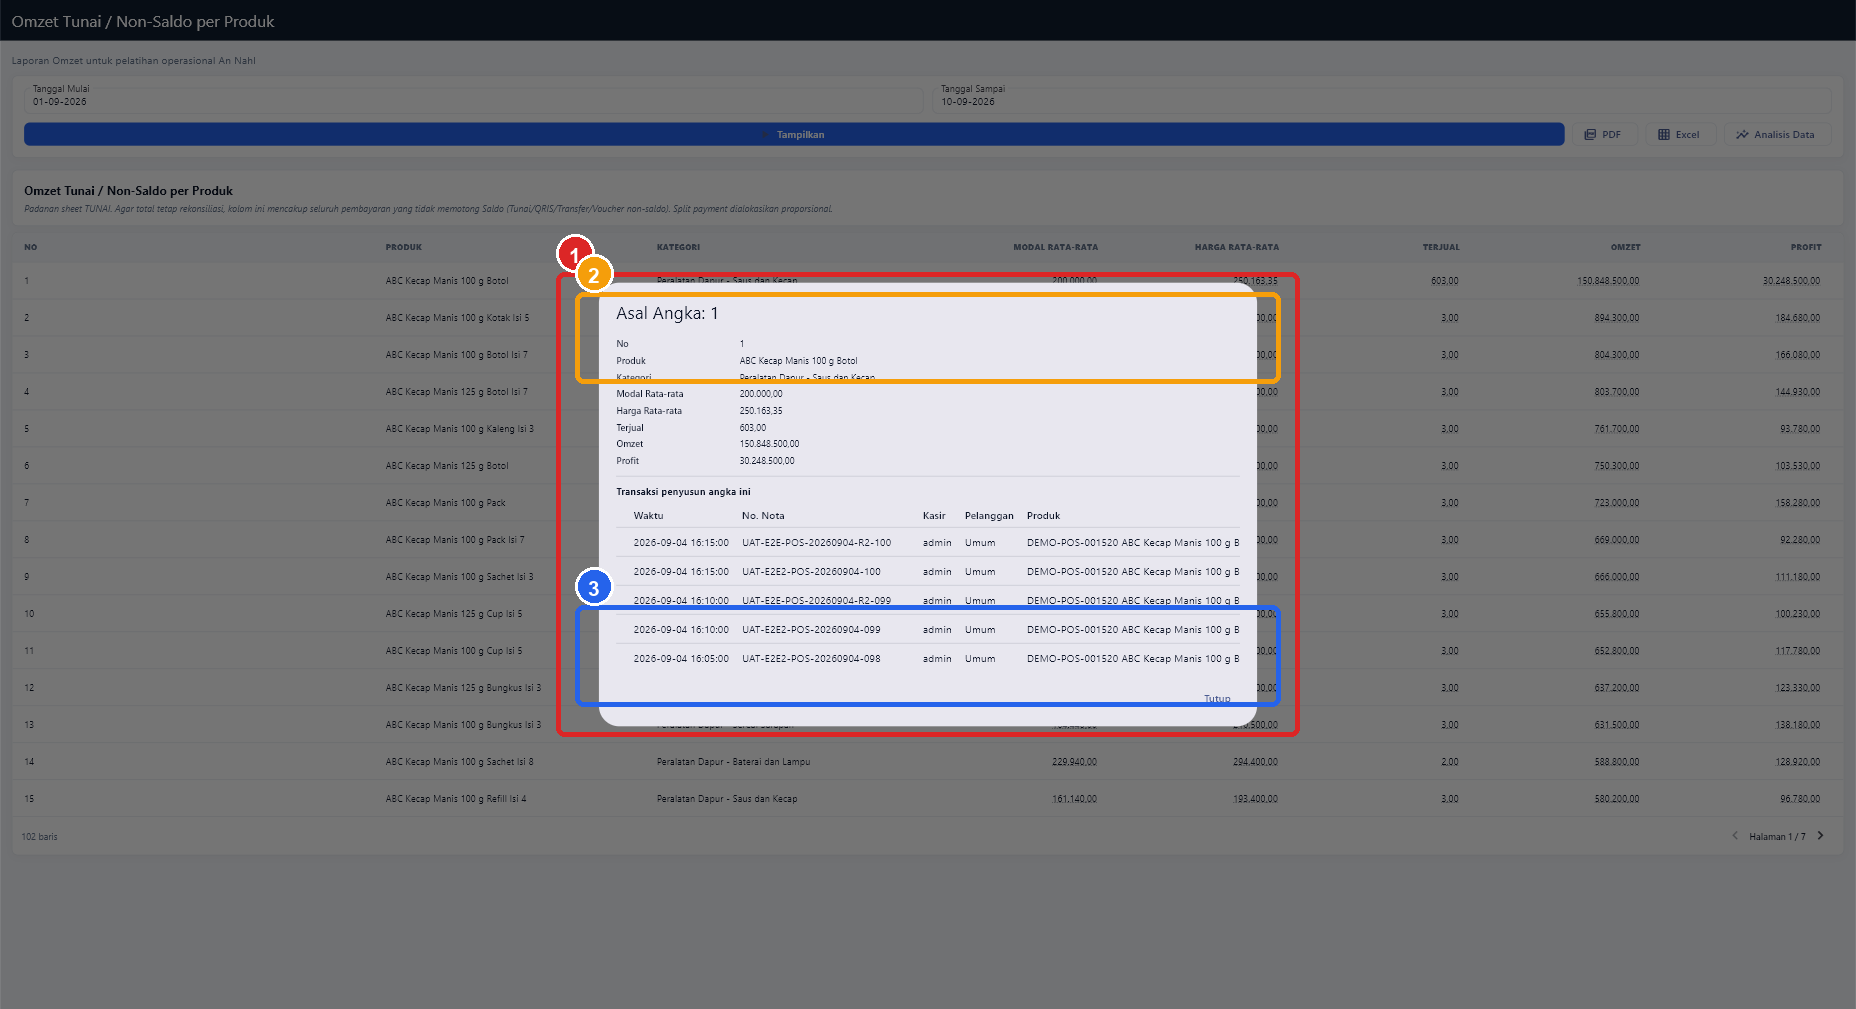 Omzet Tunai / Non-Saldo per Produk
Laporan Omzet untuk pelatihan operasional An Nahl
Tanggal Mulai
01-09-2026
Tanggal Sampai
10-09-2026
Tampilkan
PDF
Excel
Analisis Data
Omzet Tunai / Non-Saldo per Produk
Padanan sheet TUNAI. Agar total tetap rekonsiliasi, kolom ini mencakup seluruh pembayaran yang tidak memotong Saldo (Tunai/QRIS/Transfer/Voucher non-saldo). Split payment dialokasikan proporsional.
NO PRODUK KATEGORI MODAL RATA-RATA HARGA RATA-RATA TERJUAL OMZET PROFIT
1 ABC Kecap Manis 100 g Botol Peralatan Dapur - Saus dan Kecap 200.000,00 250.163,35 603,00 150.848.500,00 30.248.500,00
2 ABC Kecap Manis 100 g Kotak Isi 5 3,00 894.300,00 184.680,00
3 ABC Kecap Manis 100 g Botol Isi 7 3,00 804.300,00 166.080,00
4 ABC Kecap Manis 125 g Botol Isi 7 3,00 803.700,00 144.930,00
5 ABC Kecap Manis 100 g Kaleng Isi 3 3,00 761.700,00 93.780,00
6 ABC Kecap Manis 125 g Botol 3,00 750.300,00 103.530,00
7 ABC Kecap Manis 100 g Pack 3,00 723.000,00 158.280,00
8 ABC Kecap Manis 100 g Pack Isi 7 3,00 669.000,00 92.280,00
9 ABC Kecap Manis 100 g Sachet Isi 3 3,00 666.000,00 111.180,00
10 ABC Kecap Manis 125 g Cup Isi 5 3,00 655.800,00 100.230,00
11 ABC Kecap Manis 100 g Cup Isi 5 3,00 652.800,00 117.780,00
12 ABC Kecap Manis 125 g Bungkus Isi 3 3,00 637.200,00 123.330,00
13 ABC Kecap Manis 100 g Bungkus Isi 3 3,00 631.500,00 138.180,00
14 ABC Kecap Manis 100 g Sachet Isi 8 Peralatan Dapur - Baterai dan Lampu 229.940,00 294.400,00 2,00 588.800,00 128.920,00
15 ABC Kecap Manis 100 g Refill Isi 4 Peralatan Dapur - Saus dan Kecap 161.140,00 193.400,00 3,00 580.200,00 96.780,00
102 baris
Halaman 1 / 7
1
2
3
Asal Angka: 1
No 1
Produk ABC Kecap Manis 100 g Botol
Kategori Peralatan Dapur - Saus dan Kecap
Modal Rata-rata 200.000,00
Harga Rata-rata 250.163,35
Terjual 603,00
Omzet 150.848.500,00
Profit 30.248.500,00
Transaksi penyusun angka ini
Waktu No. Nota Kasir Pelanggan Produk
2026-09-04 16:15:00 UAT-E2E-POS-20260904-R2-100 admin Umum DEMO-POS-001520 ABC Kecap Manis 100 g B
2026-09-04 16:15:00 UAT-E2E2-POS-20260904-100 admin Umum DEMO-POS-001520 ABC Kecap Manis 100 g B
2026-09-04 16:10:00 UAT-E2E-POS-20260904-R2-099 admin Umum DEMO-POS-001520 ABC Kecap Manis 100 g B
2026-09-04 16:10:00 UAT-E2E2-POS-20260904-099 admin Umum DEMO-POS-001520 ABC Kecap Manis 100 g B
2026-09-04 16:05:00 UAT-E2E2-POS-20260904-098 admin Umum DEMO-POS-001520 ABC Kecap Manis 100 g B
Tutup